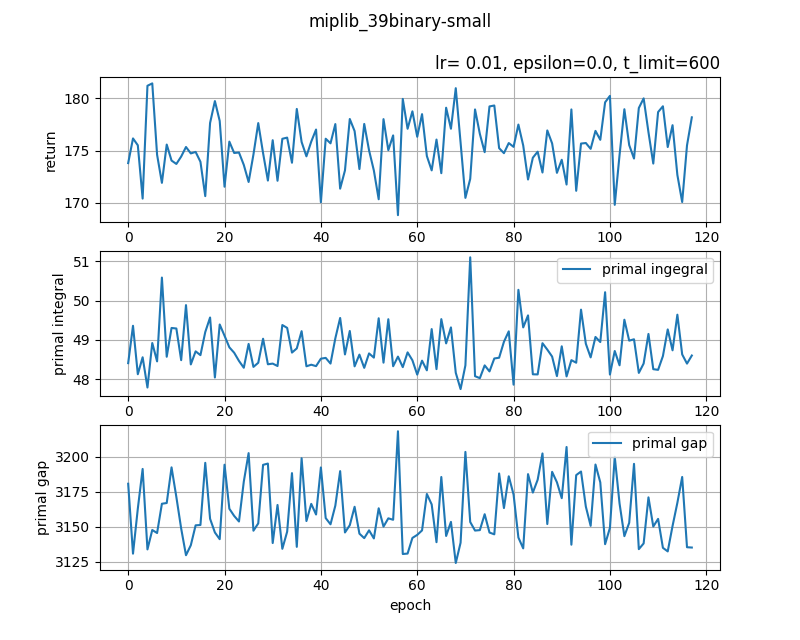 miplib_39binary-small
lr= 0.01, epsilon=0.0, t_limit=600
return
180
175
170
0 20 40 60 80 100 120
primal integral
51
50
49
48
primal ingegral
0 20 40 60 80 100 120
primal gap
3200
3175
3150
3125
primal gap
0 20 40 60 80 100 120
epoch